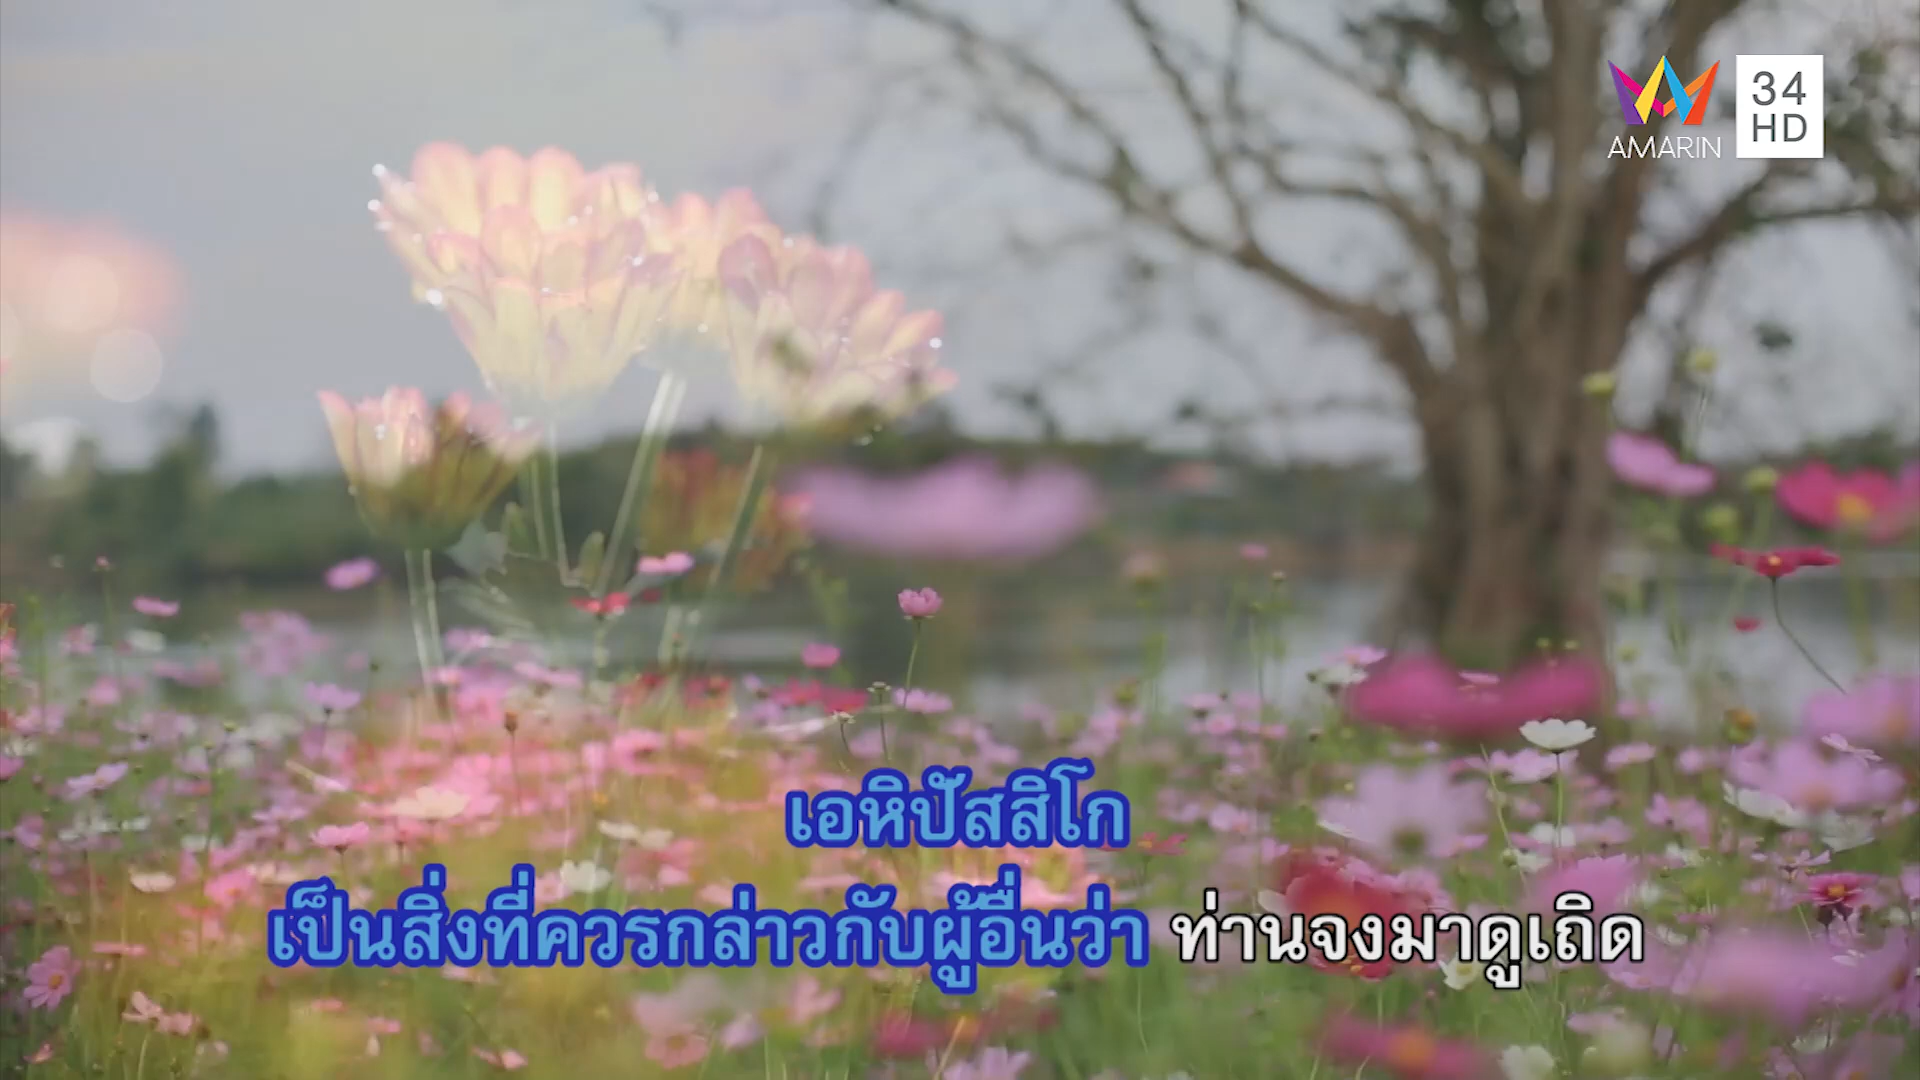 AMARIN
34
HD
เอหิปัสสิโก
เป็นสิ่งที่ควรกล่าวกับผู้อื่นว่า ท่านจงมาดูเถิด